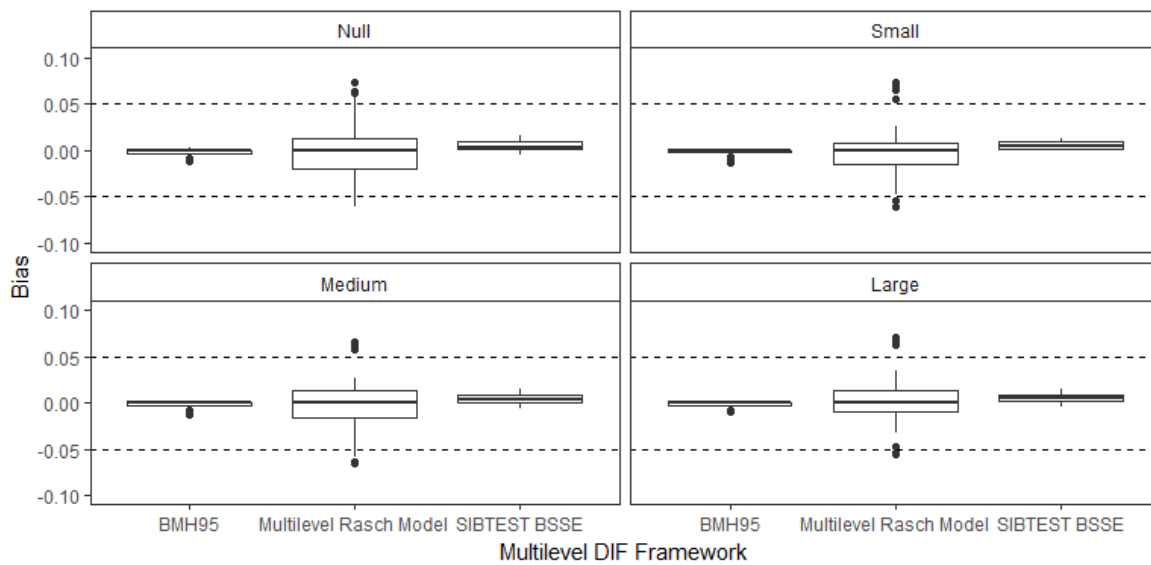 Null
Small
0.10
0.05
0.00
-0.05
-0.10
Medium
Large
0.10
0.05
0.00
-0.05
-0.10
Bias
BMH95 Multilevel Rasch Model SIBTEST BSSE
BMH95 Multilevel Rasch Model SIBTEST BSSE
Multilevel DIF Framework